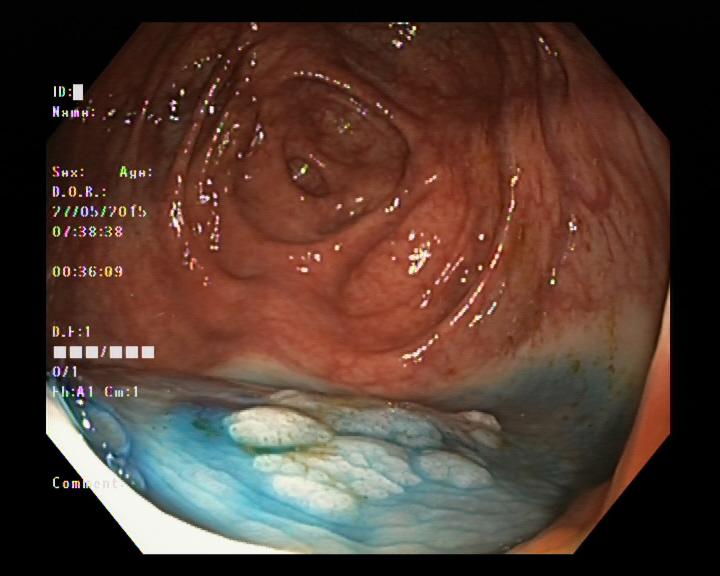 ID:
Name:
Sex: Age:
D.O.B.:
27/05/2015
07:38:38
00:36:09
D.F:1
■■■/■■■
0/1
Ph:A1 Cm:1
Comment: